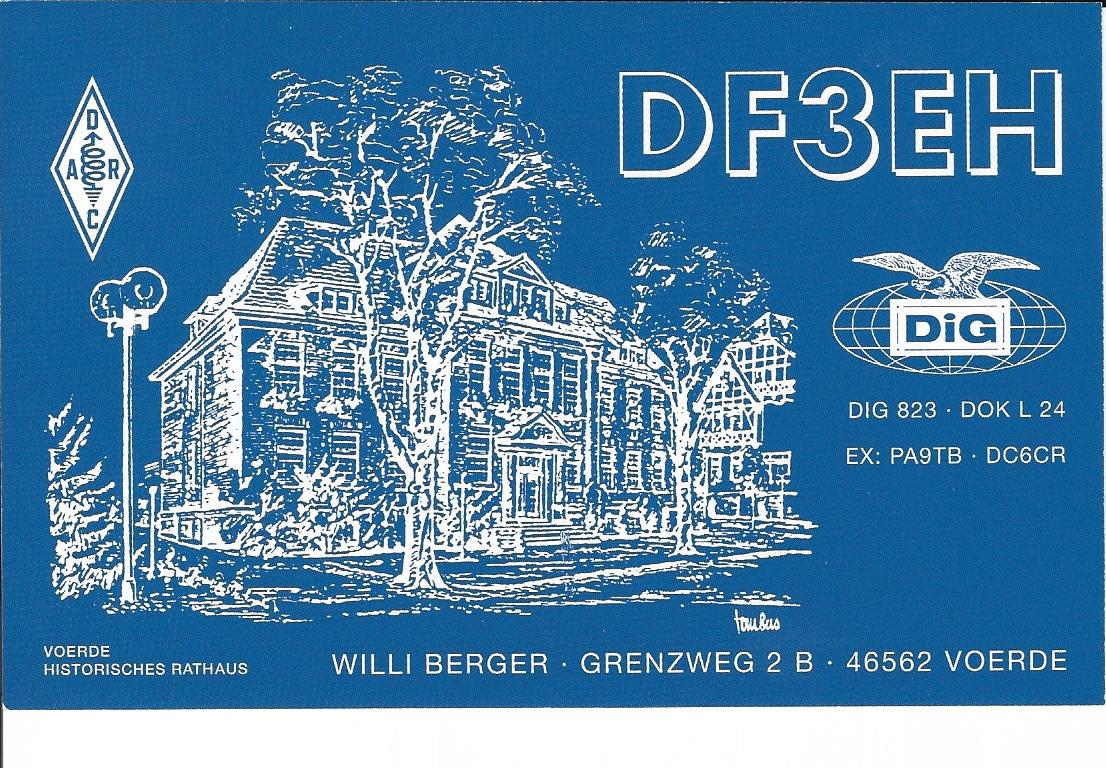 DF3EH
D
A R
C
DiG
DIG 823 · DOK L 24
EX: PA9TB · DC6CR
VOERDE
HISTORISCHES RATHAUS
WILLI BERGER · GRENZWEG 2 B · 46562 VOERDE